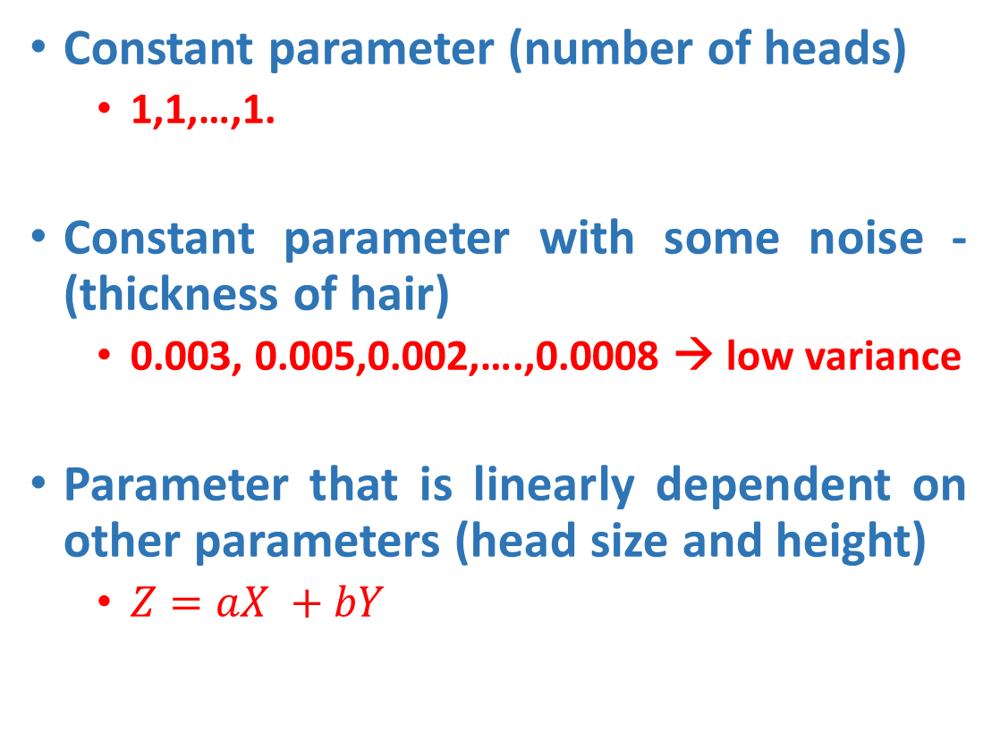 • Constant parameter (number of heads)
• 1,1,…,1.
• Constant parameter with some noise -
(thickness of hair)
• 0.003, 0.005,0.002,….,0.0008 → low variance
• Parameter that is linearly dependent on
other parameters (head size and height)
• Z = aX + bY